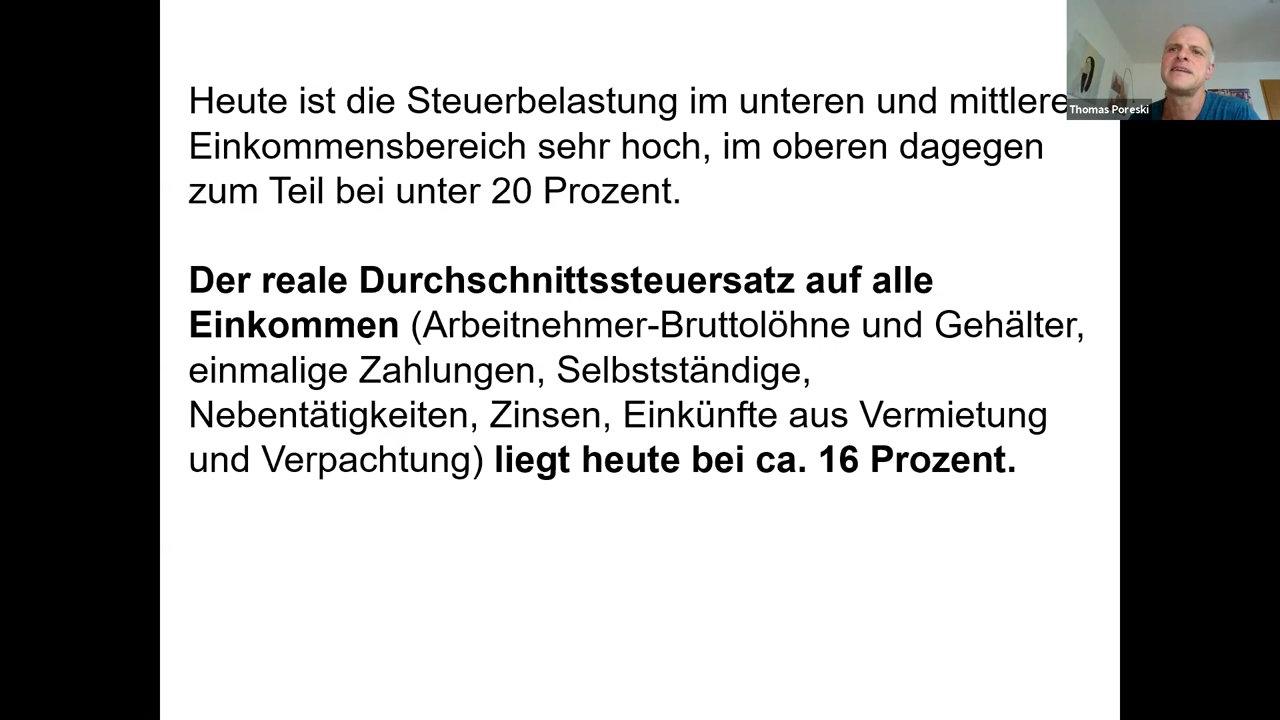 Heute ist die Steuerbelastung im unteren und mittlere
Einkommensbereich sehr hoch, im oberen dagegen
zum Teil bei unter 20 Prozent.
Der reale Durchschnittssteuersatz auf alle
Einkommen (Arbeitnehmer-Bruttolöhne und Gehälter,
einmalige Zahlungen, Selbstständige,
Nebentätigkeiten, Zinsen, Einkünfte aus Vermietung
und Verpachtung) liegt heute bei ca. 16 Prozent.
Thomas Poreski